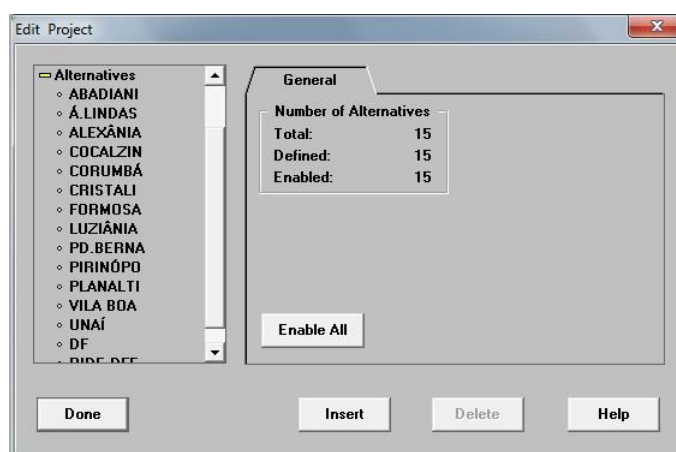 Edit Project
Alternatives
ABADIANI
Á.LINDAS
ALEXÂNIA
COCALZIN
CORUMBÁ
CRISTALI
FORMOSA
LUZIÂNIA
PD.BERNA
PIRINÓPO
PLANALTI
VILA BOA
UNAÍ
DF
General
Number of Alternatives
Total: 15
Defined: 15
Enabled: 15
Enable All
Done
Insert
Delete
Help